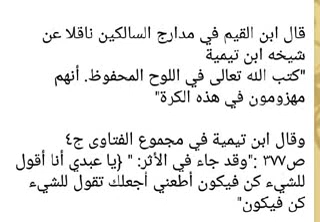 قال ابن القيم في مدارج السالكين ناقلا عن
شيخه ابن تيمية
"كتب الله تعالى في اللوح المحفوظ. أنهم
مهزومون في هذه الكرة"
وقال ابن تيمية في مجموع الفتاوى ج٤
ص٣٧٧ :"وقد جاء في الأثر: " {يا عبدي أنا أقول
للشيء كن فيكون أطعني أجعلك تقول للشيء
كن فيكون"